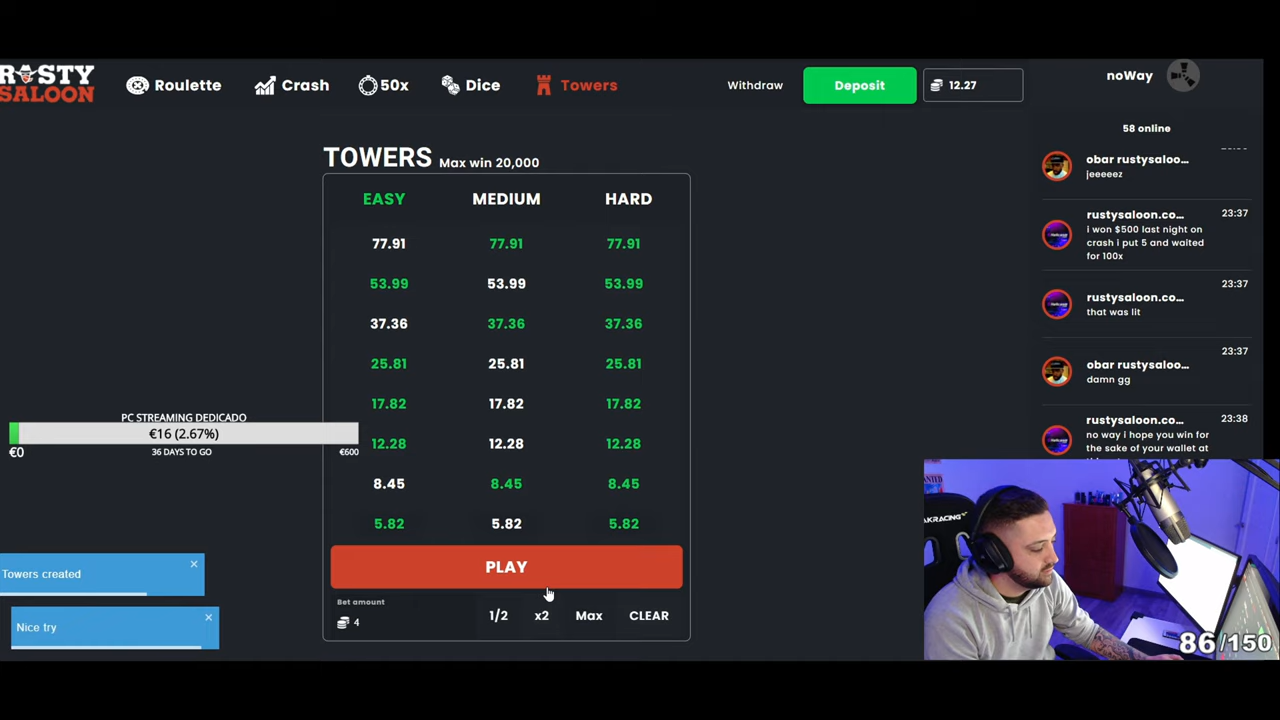 RUSTY
SALOON
Roulette
Crash
50x
Dice
Towers
Withdraw
Deposit
12.27
noWay
58 online
TOWERS Max win 20,000
EASY MEDIUM HARD
77.91 77.91 77.91
53.99 53.99 53.99
37.36 37.36 37.36
25.81 25.81 25.81
17.82 17.82 17.82
12.28 12.28 12.28
8.45 8.45 8.45
5.82 5.82 5.82
PLAY
Bet amount
4
1/2 x2 Max CLEAR
PC STREAMING DEDICADO
€16 (2.67%)
€0 36 DAYS TO GO €600
Towers created
Nice try
obar rustysaloo...
jeeeeez
rustysaloon.co... 23:37
i won $500 last night on
crash i put 5 and waited
for 100x
rustysaloon.co... 23:37
that was lit
obar rustysaloo... 23:37
damn gg
rustysaloon.co... 23:38
no way i hope you win for
the sake of your wallet at
AKRACING
86/150